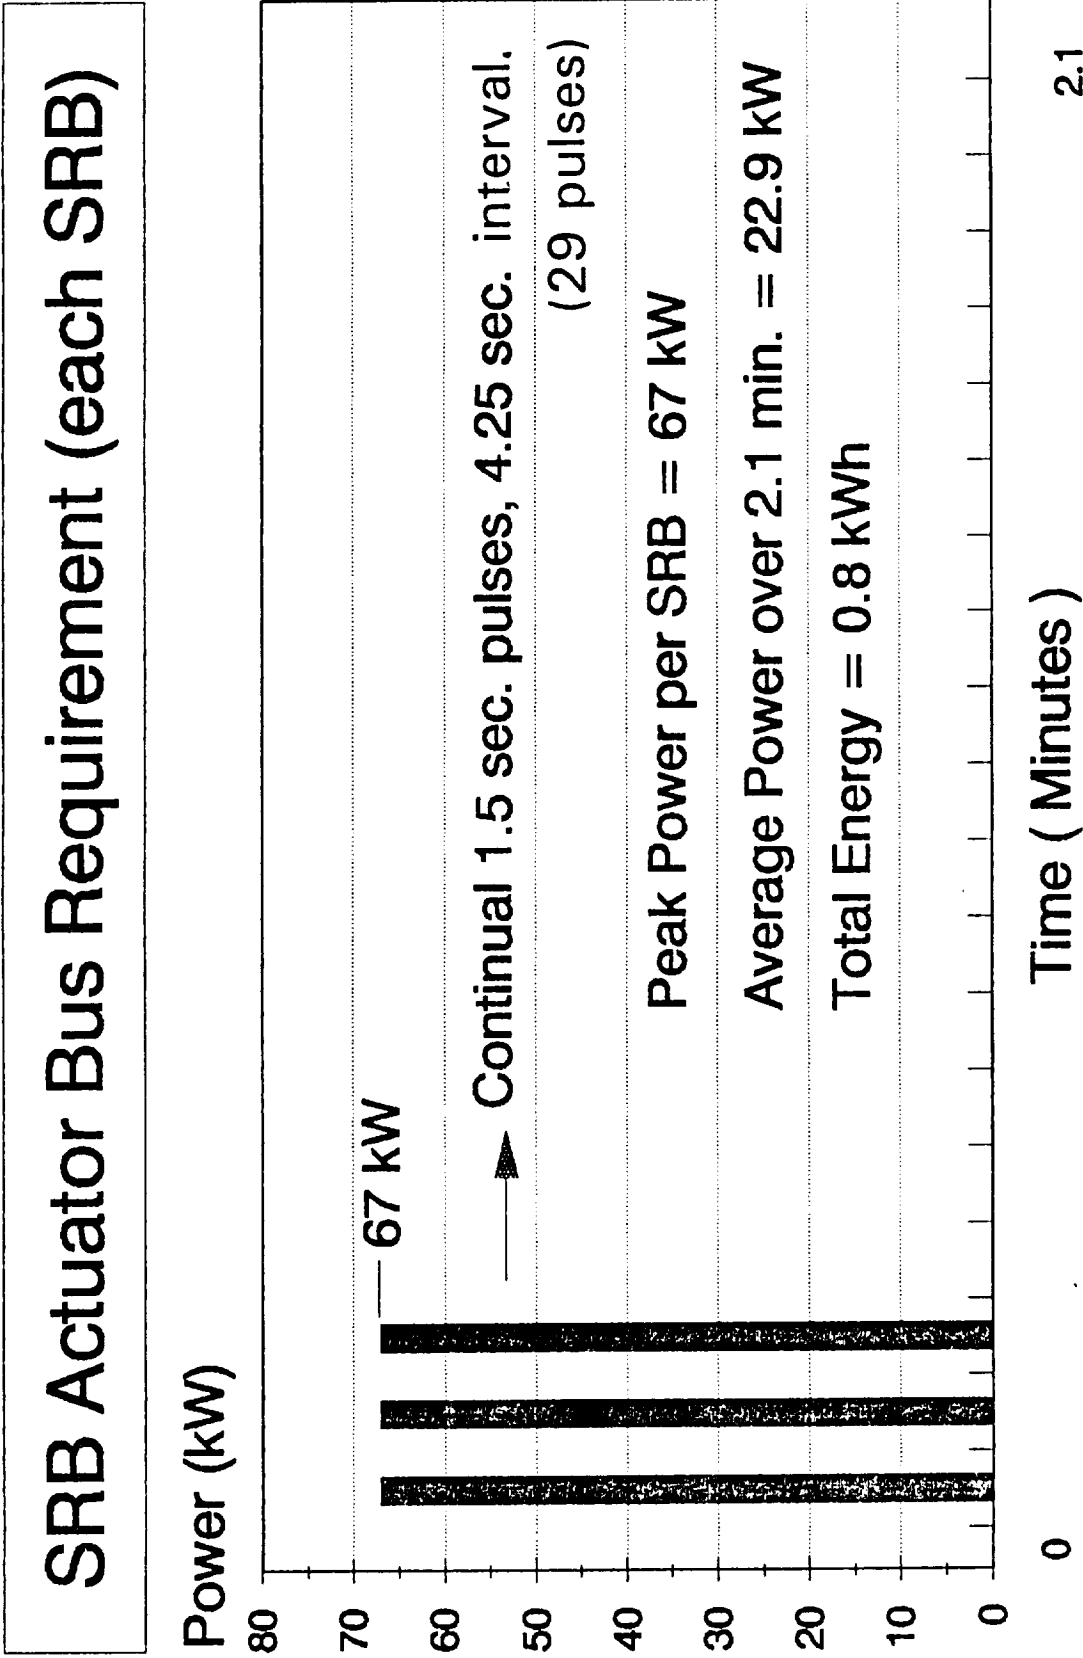 SRB Actuator Bus Requirement (each SRB)
Power (kW)
80
70
60
50
40
30
20
10
0
67 kW
Continual 1.5 sec. pulses, 4.25 sec. interval.
(29 pulses)
Peak Power per SRB = 67 kW
Average Power over 2.1 min. = 22.9 kW
Total Energy = 0.8 kWh
0
2.1
Time ( Minutes )